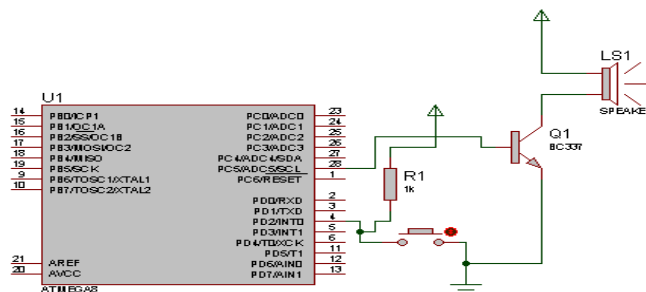 U1
14 PB0/ICP1 PC0/ADC0 23
15 PB1/OC1A PC1/ADC1 24
16 PB2/SS/OC1B PC2/ADC2 25
17 PB3/MOSI/OC2 PC3/ADC3 26
18 PB4/MISO PC4/ADC4/SDA 27
19 PB5/SCK PC5/ADC5/SCL 28
9 PB6/TOSC1/XTAL1 PC6/RESET 1
10 PB7/TOSC2/XTAL2
PD0/RXD 2
PD1/TXD 3
PD2/INT0 4
PD3/INT1 5
PD4/T0/XCK 6
PD5/T1 11
21 AREF PD6/AIN0 12
20 AVCC PD7/AIN1 13
ATMEGA8
R1
1k
Q1
BC337
LS1
SPEAKE